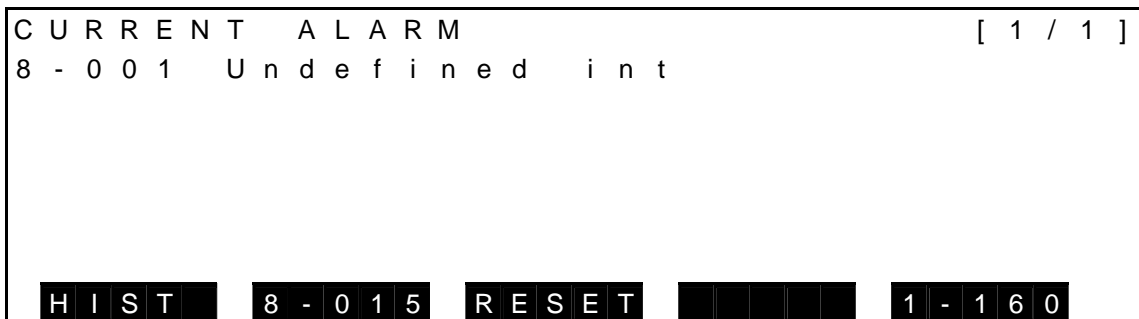 CURRENT ALARM [1/1]
8-001 Undefined int
HIST 8-015 RESET 1-160